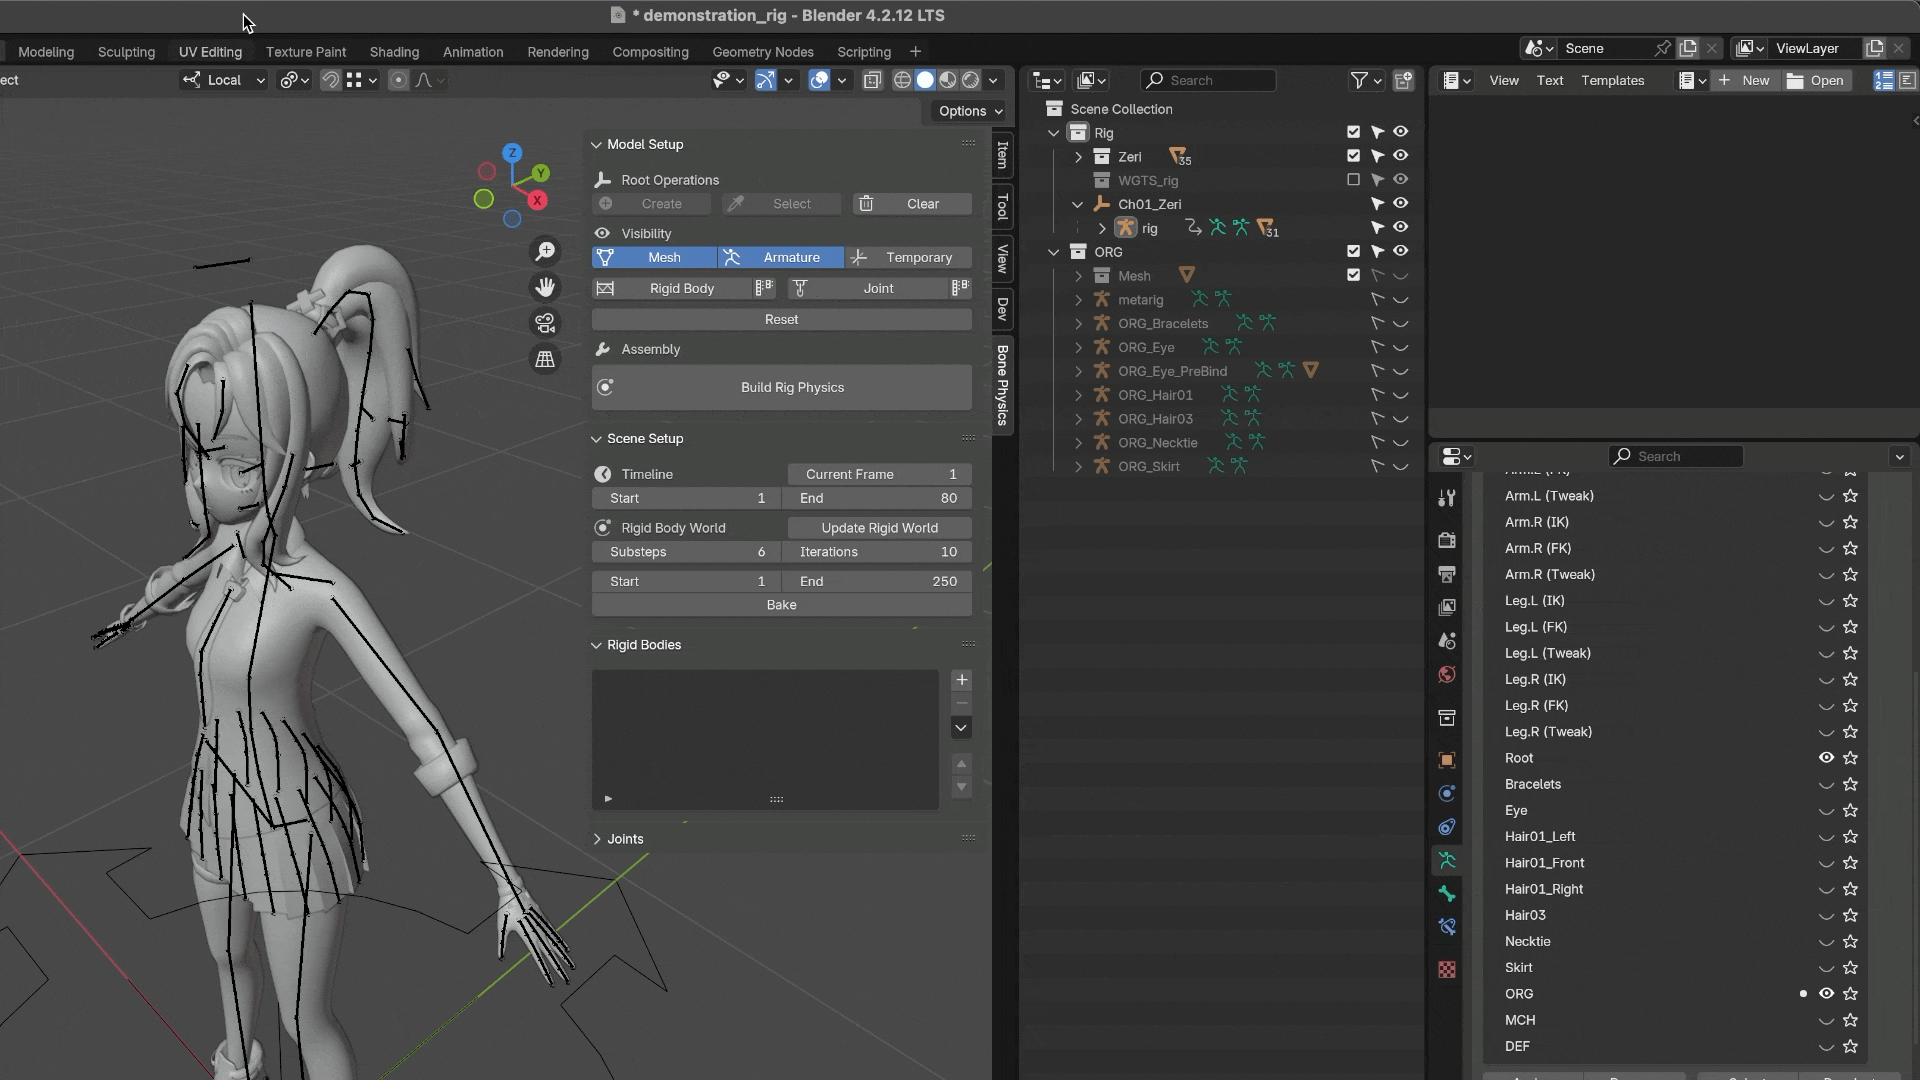 * demonstration_rig - Blender 4.2.12 LTS
Modeling Sculpting UV Editing Texture Paint Shading Animation Rendering Compositing Geometry Nodes Scripting + Scene ViewLayer
ect Local Search View Text Templates New Open
Options
Z
Y
X
Model Setup
Root Operations
Create Select Clear
Visibility
Mesh Armature Temporary
Rigid Body Joint
Reset
Assembly
Build Rig Physics
Scene Setup
Timeline Current Frame 1
Start 1 End 80
Rigid Body World Update Rigid World
Substeps 6 Iterations 10
Start 1 End 250
Bake
Rigid Bodies
Joints
Item
Tool
View
Dev
Bone Physics
Scene Collection
Rig
Zeri 35
WGTS_rig
Ch01_Zeri
rig 31
ORG
Mesh
metarig
ORG_Bracelets
ORG_Eye
ORG_Eye_PreBind
ORG_Hair01
ORG_Hair03
ORG_Necktie
ORG_Skirt
Search
Arm.L (Tweak)
Arm.R (IK)
Arm.R (FK)
Arm.R (Tweak)
Leg.L (IK)
Leg.L (FK)
Leg.L (Tweak)
Leg.R (IK)
Leg.R (FK)
Leg.R (Tweak)
Root
Bracelets
Eye
Hair01_Left
Hair01_Front
Hair01_Right
Hair03
Necktie
Skirt
ORG
MCH
DEF